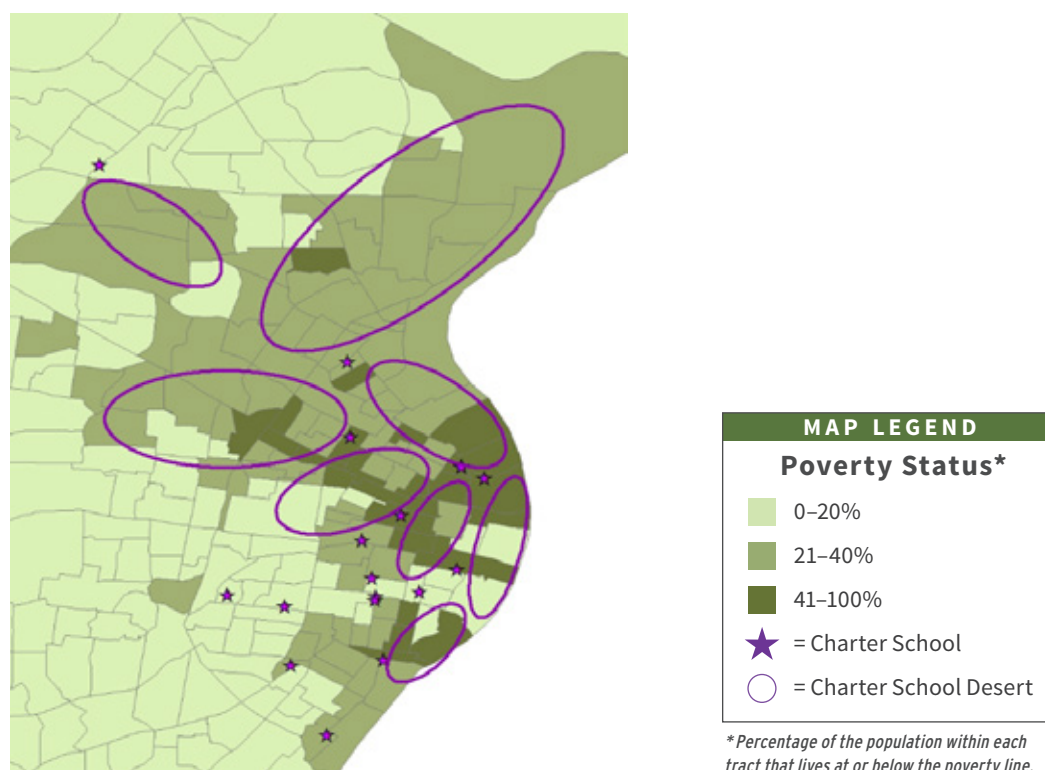 MAP LEGEND
Poverty Status*
0–20%
21–40%
41–100%
= Charter School
= Charter School Desert
*Percentage of the population within each
tract that lives at or below the poverty line.